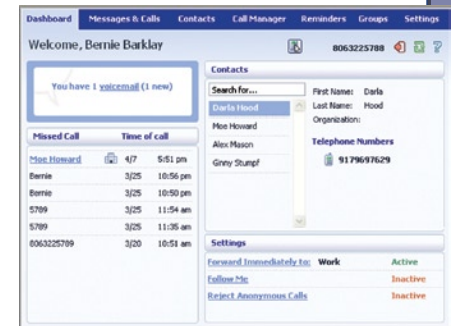 Dashboard Messages & Calls Contacts Call Manager Reminders Groups Settings
Welcome, Bernie Barklay
8063225788
You have 1 voicemail (1 new)
Missed Call Time of call
Moe Howard 4/7 5:51 pm
Bernie 3/25 10:56 pm
Bernie 3/25 10:50 pm
5789 3/25 11:54 am
5789 3/25 11:35 am
8063225789 3/20 10:51 am
Contacts
Search for...
Darla Hood
Moe Howard
Alex Mason
Ginny Stumpf
First Name: Darla
Last Name: Hood
Organization:
Telephone Numbers
9179697629
Settings
Forward Immediately to: Work Active
Follow Me Inactive
Reject Anonymous Calls Inactive